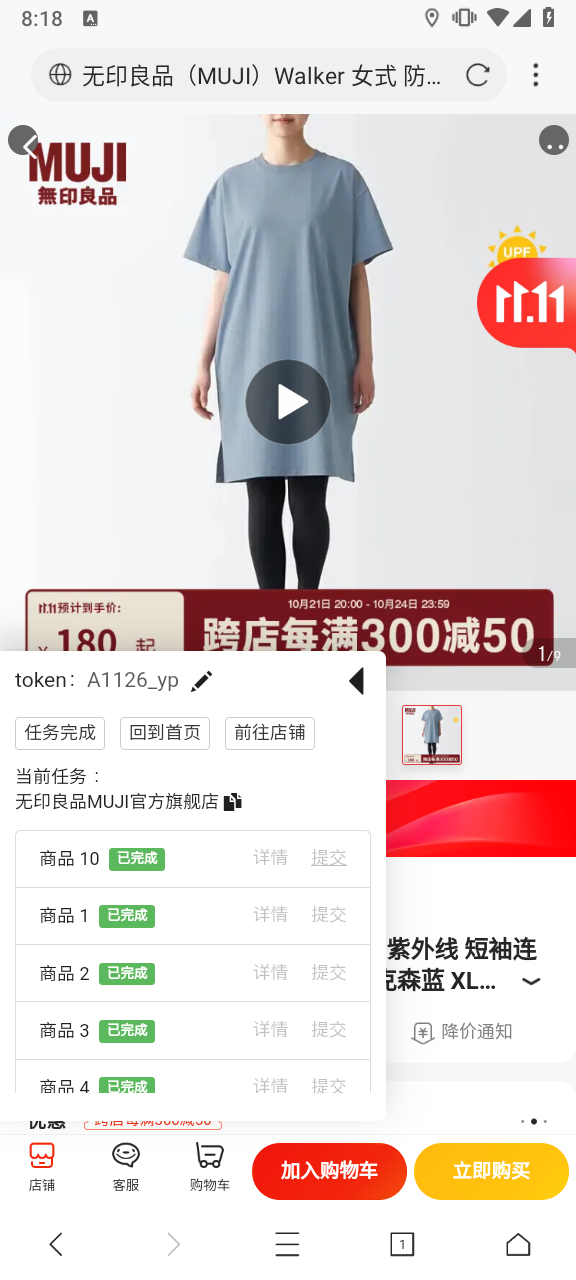 8:18
A
无印良品（MUJI）Walker 女式 防...
MUJI
無印良品
UPF
11.11
11.11预计到手价:
¥ 180 起
10月21日 20:00 - 10月24日 23:59
跨店每满300减50
1/9
token： A1126_yp
任务完成 回到首页 前往店铺
当前任务：
无印良品MUJI官方旗舰店
商品 10 已完成 详情 提交
商品 1 已完成 详情 提交
商品 2 已完成 详情 提交
商品 3 已完成 详情 提交
商品 4 已完成 详情 提交
紫外线 短袖连
克森蓝 XL...
降价通知
优惠 跨店每满300减50
店铺 客服 购物车 加入购物车 立即购买
1